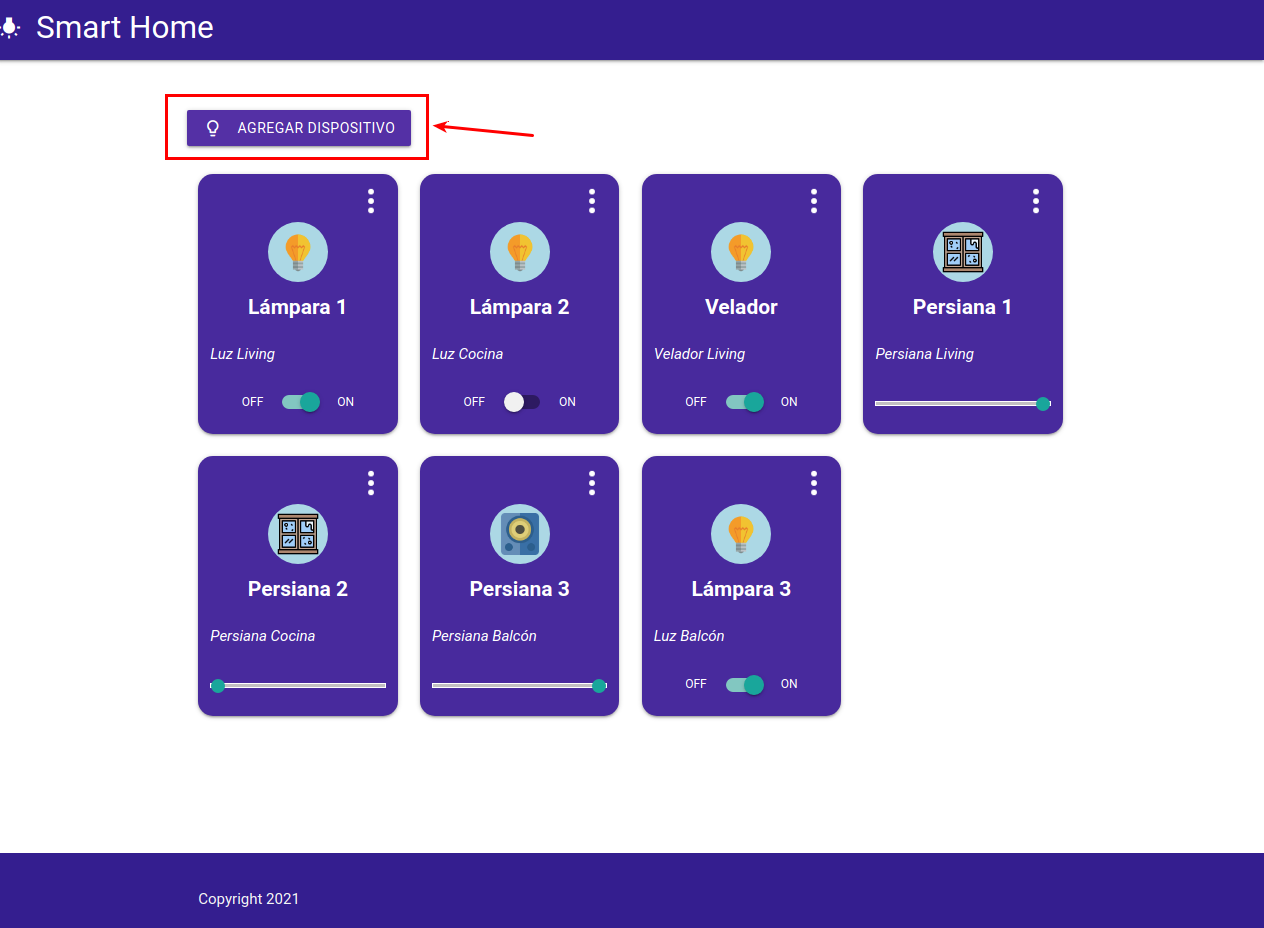 Smart Home
AGREGAR DISPOSITIVO
Lámpara 1
Luz Living
OFF ON
Lámpara 2
Luz Cocina
OFF ON
Velador
Velador Living
OFF ON
Persiana 1
Persiana Living
Persiana 2
Persiana Cocina
Persiana 3
Persiana Balcón
Lámpara 3
Luz Balcón
OFF ON
Copyright 2021